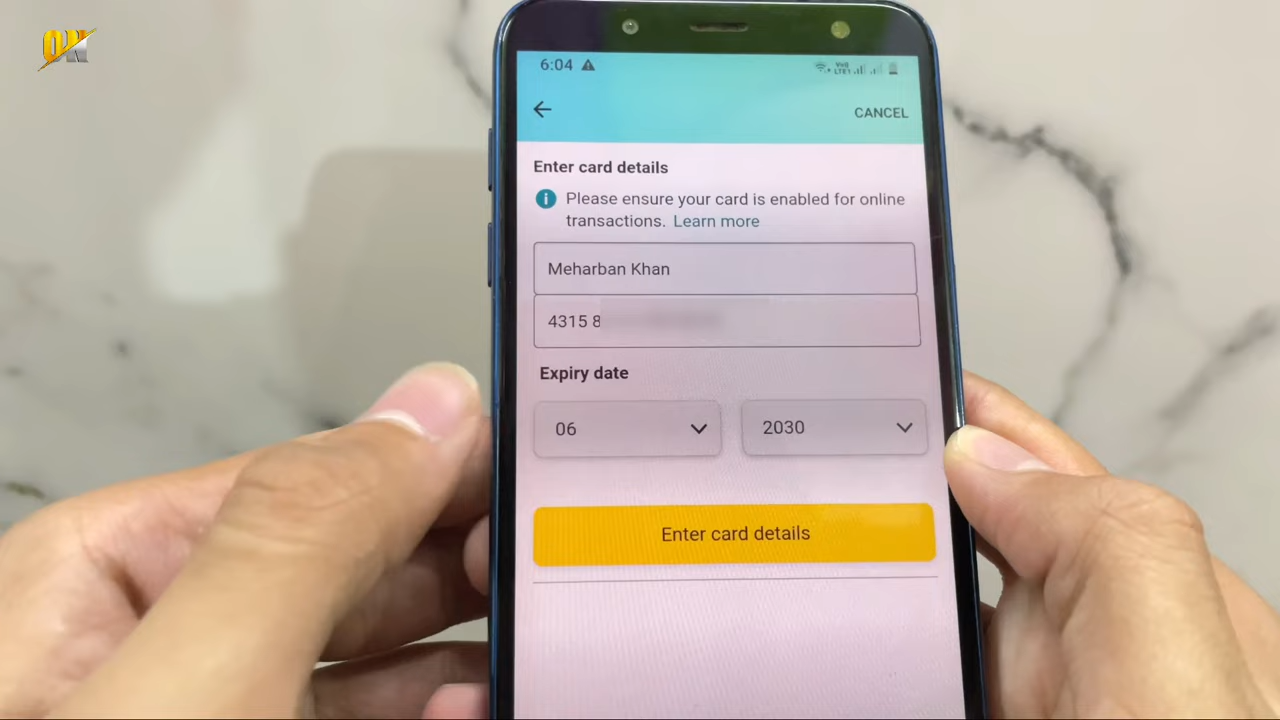 ON
6:04
CANCEL
Enter card details
Please ensure your card is enabled for online
transactions. Learn more
Meharban Khan
4315 8
Expiry date
06
2030
Enter card details